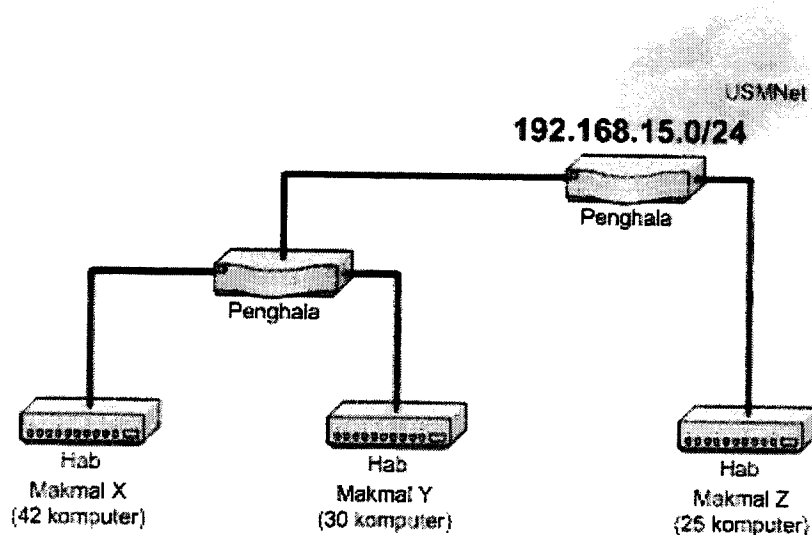 USMNet
192.168.15.0/24
Penghala
Penghala
Hab
Makmal X
(42 komputer)
Hab
Makmal Y
(30 komputer)
Hab
Makmal Z
(25 komputer)